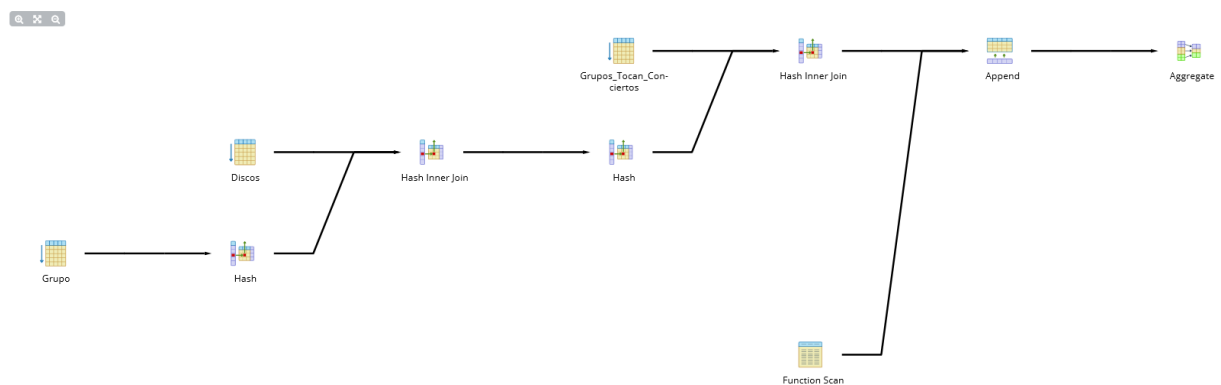 Grupos_Tocan_Con-
ciertos
Hash Inner Join
Append
Aggregate
Discos
Hash Inner Join
Hash
Grupo
Hash
Function Scan